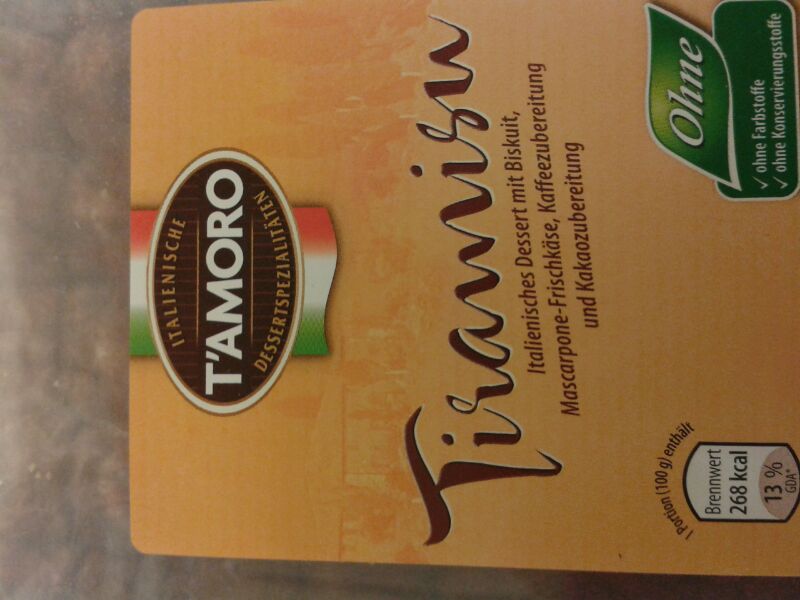 ITALIENISCHE
T'AMORO
DESSERTSPEZIALITÄTEN
Tiramisu
Italienisches Dessert mit Biskuit,
Mascarpone-Frischkäse, Kaffeezubereitung
und Kakaozubereitung
1 Portion (100 g) enthält
Brennwert
268 kcal
13 %
GDA*
Ohne
✓ ohne Farbstoffe
✓ ohne Konservierungsstoffe